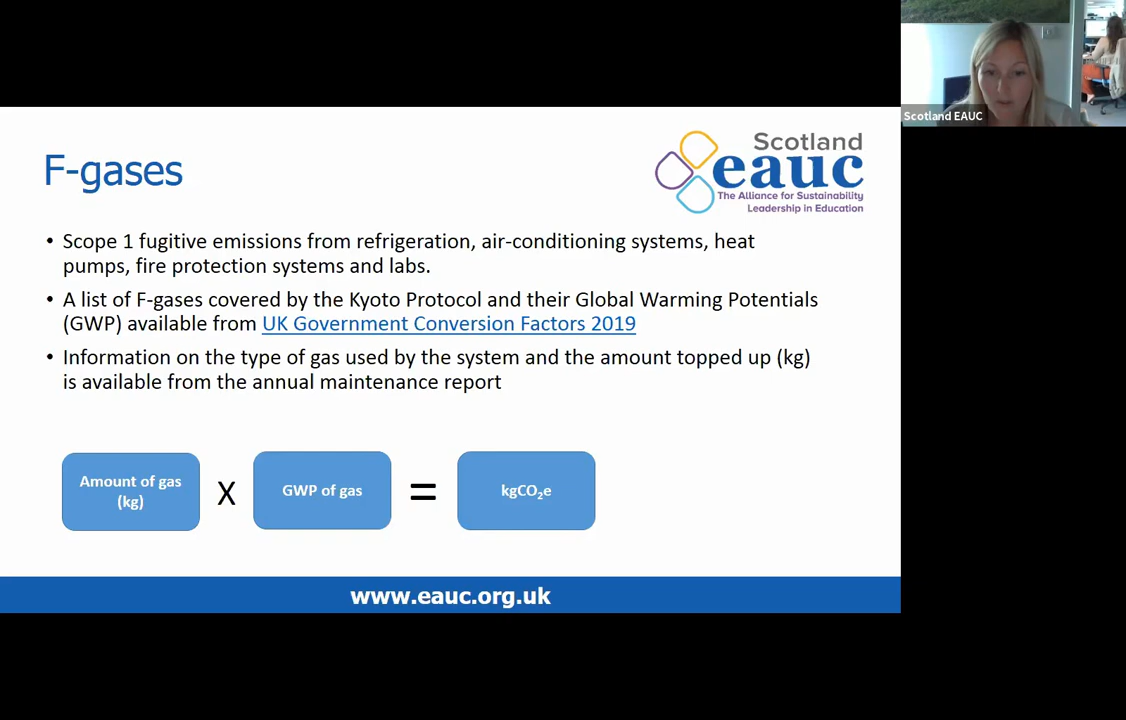 Scotland EAUC
F-gases
Scotland
eauc
The Alliance for Sustainability
Leadership in Education
• Scope 1 fugitive emissions from refrigeration, air-conditioning systems, heat
pumps, fire protection systems and labs.
• A list of F-gases covered by the Kyoto Protocol and their Global Warming Potentials
(GWP) available from UK Government Conversion Factors 2019
• Information on the type of gas used by the system and the amount topped up (kg)
is available from the annual maintenance report
Amount of gas
(kg)
X
GWP of gas
=
kgCO₂e
www.eauc.org.uk